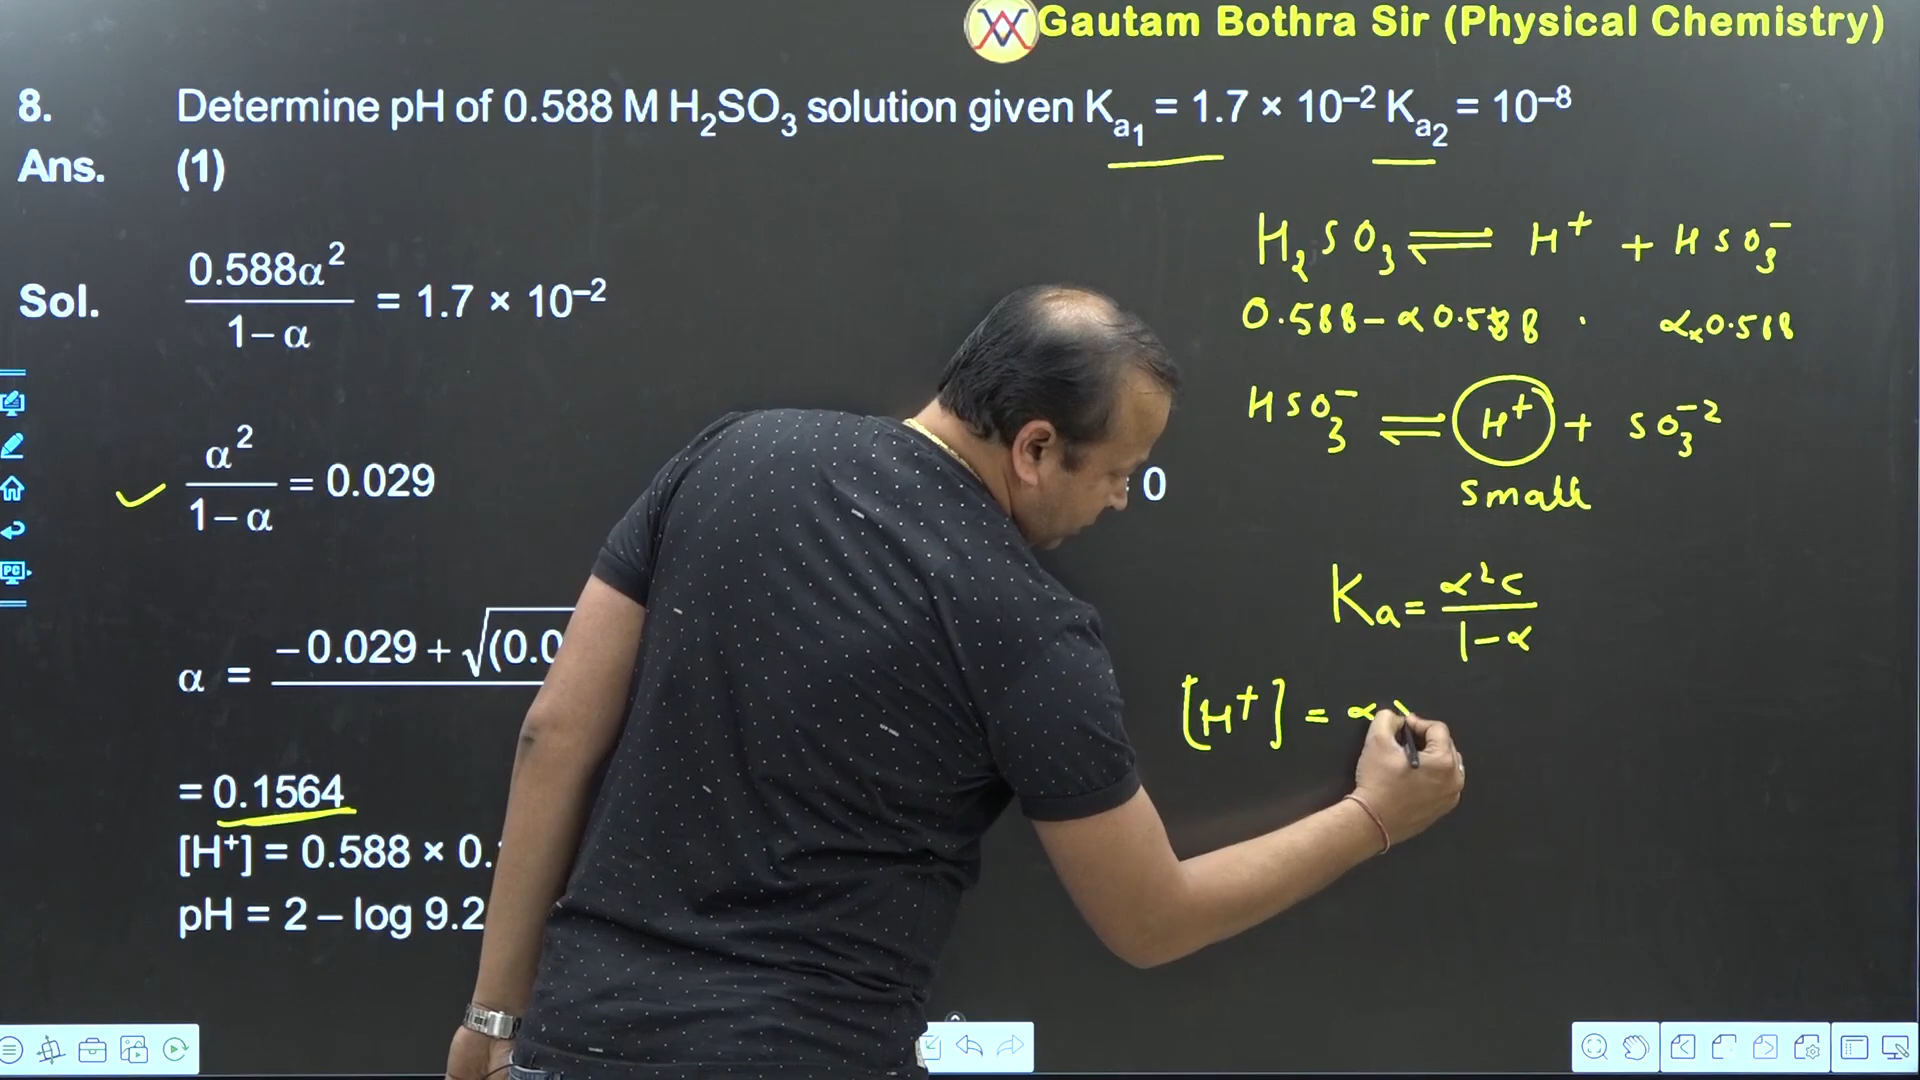 Gautam Bothra Sir (Physical Chemistry)
8. Determine pH of 0.588 M H₂SO₃ solution given Kₐ₁ = 1.7 × 10⁻² Kₐ₂ = 10⁻⁸
Ans. (1)
Sol. 0.588α² / 1– α = 1.7 × 10⁻²
α² / 1– α = 0.029
0
α = –0.029 + √(0.0
= 0.1564
[H⁺] = 0.588 × 0.
pH = 2 – log 9.2
H₂SO₃ ⇌ H⁺ + HSO₃⁻
0.588–α0.588 . α×0.588
HSO₃⁻ ⇌ H⁺ + SO₃⁻²
small
Ka = α²c / 1–α
[H⁺] = α
PC